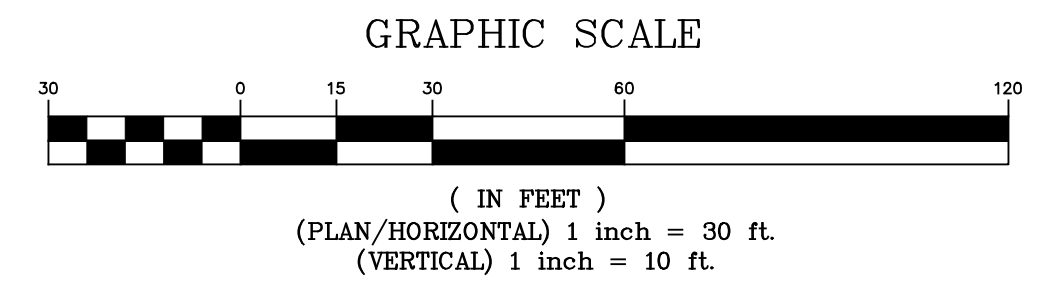 GRAPHIC SCALE
30 0 15 30 60 120
( IN FEET )
(PLAN/HORIZONTAL) 1 inch = 30 ft.
(VERTICAL) 1 inch = 10 ft.